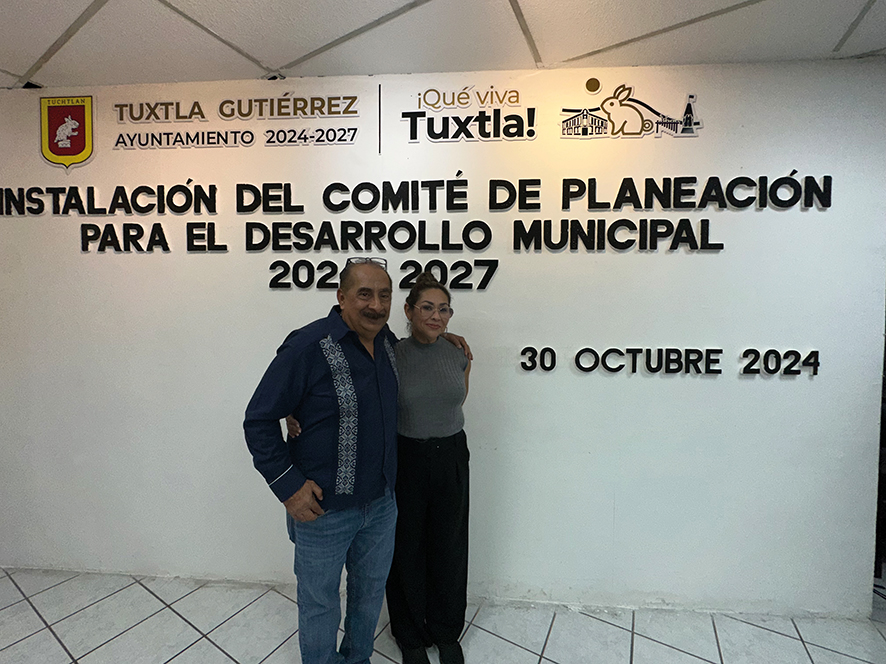 TUCHTLAN
TUXTLA GUTIÉRREZ
AYUNTAMIENTO 2024-2027
¡Qué viva
Tuxtla!
INSTALACIÓN DEL COMITÉ DE PLANEACIÓN
PARA EL DESARROLLO MUNICIPAL
202 2027
30 OCTUBRE 2024